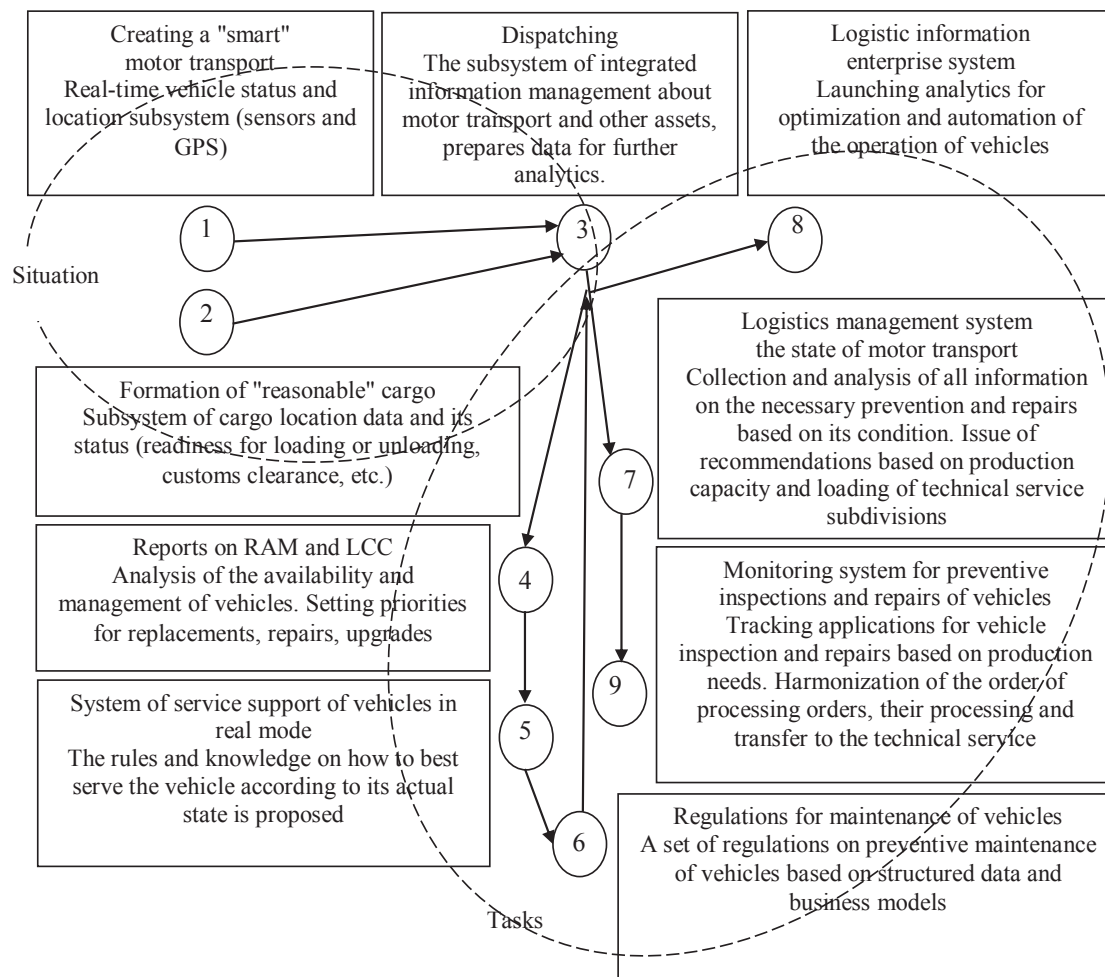 Creating a "smart"
motor transport
Real-time vehicle status and
location subsystem (sensors and
GPS)
Dispatching
The subsystem of integrated
information management about
motor transport and other assets,
prepares data for further
analytics.
Logistic information
enterprise system
Launching analytics for
optimization and automation of
the operation of vehicles
1
3
8
Situation
2
Formation of "reasonable" cargo
Subsystem of cargo location data and its
status (readiness for loading or unloading,
customs clearance, etc.)
Logistics management system
the state of motor transport
Collection and analysis of all information
on the necessary prevention and repairs
based on its condition. Issue of
recommendations based on production
capacity and loading of technical service
subdivisions
7
Reports on RAM and LCC
Analysis of the availability and
management of vehicles. Setting priorities
for replacements, repairs, upgrades
4
Monitoring system for preventive
inspections and repairs of vehicles
Tracking applications for vehicle
inspection and repairs based on production
needs. Harmonization of the order of
processing orders, their processing and
transfer to the technical service
9
System of service support of vehicles in
real mode
The rules and knowledge on how to best
serve the vehicle according to its actual
state is proposed
5
6
Regulations for maintenance of vehicles
A set of regulations on preventive maintenance
of vehicles based on structured data and
business models
Tasks